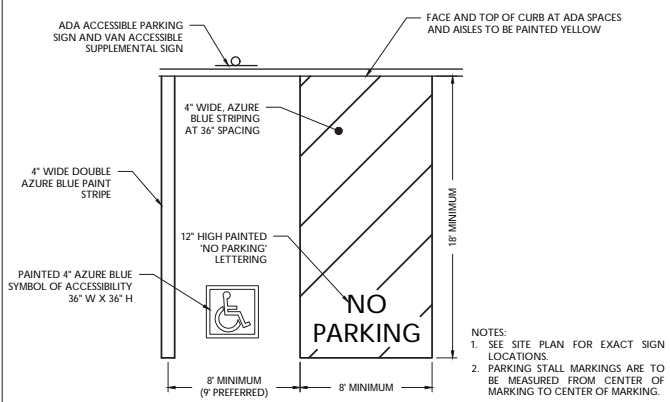 ADA ACCESSIBLE PARKING
SIGN AND VAN ACCESSIBLE
SUPPLEMENTAL SIGN
FACE AND TOP OF CURB AT ADA SPACES
AND AISLES TO BE PAINTED YELLOW
4" WIDE, AZURE
BLUE STRIPING
AT 36" SPACING
4" WIDE DOUBLE
AZURE BLUE PAINT
STRIPE
18' MINIMUM
12" HIGH PAINTED
'NO PARKING'
LETTERING
PAINTED 4" AZURE BLUE
SYMBOL OF ACCESSIBILITY
36" W X 36" H
NO
PARKING
8' MINIMUM
(9' PREFERRED)
8' MINIMUM
NOTES:
1. SEE SITE PLAN FOR EXACT SIGN
LOCATIONS.
2. PARKING STALL MARKINGS ARE TO
BE MEASURED FROM CENTER OF
MARKING TO CENTER OF MARKING.